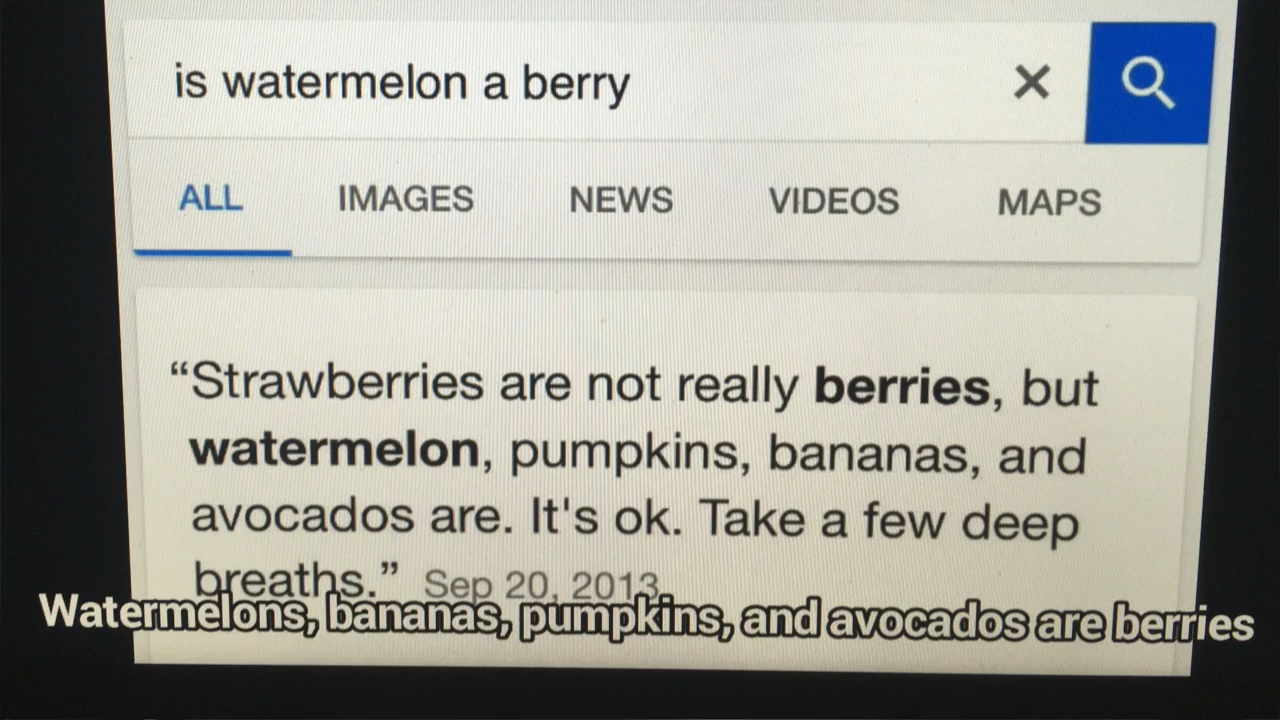 is watermelon a berry
ALL IMAGES NEWS VIDEOS MAPS
“Strawberries are not really berries, but
watermelon, pumpkins, bananas, and
avocados are. It's ok. Take a few deep
breaths.” Sep 20, 2013
Watermelons, bananas, pumpkins, and avocados are berries